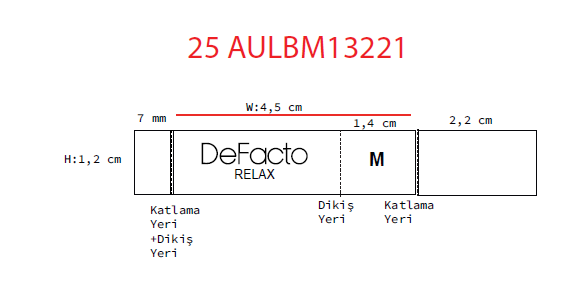 25 AULBM13221
W:4,5 cm
7 mm
1,4 cm
2,2 cm
H:1,2 cm
DeFacto
RELAX
M
Katlama
Yeri
+Dikiş
Yeri
Dikiş
Yeri
Katlama
Yeri